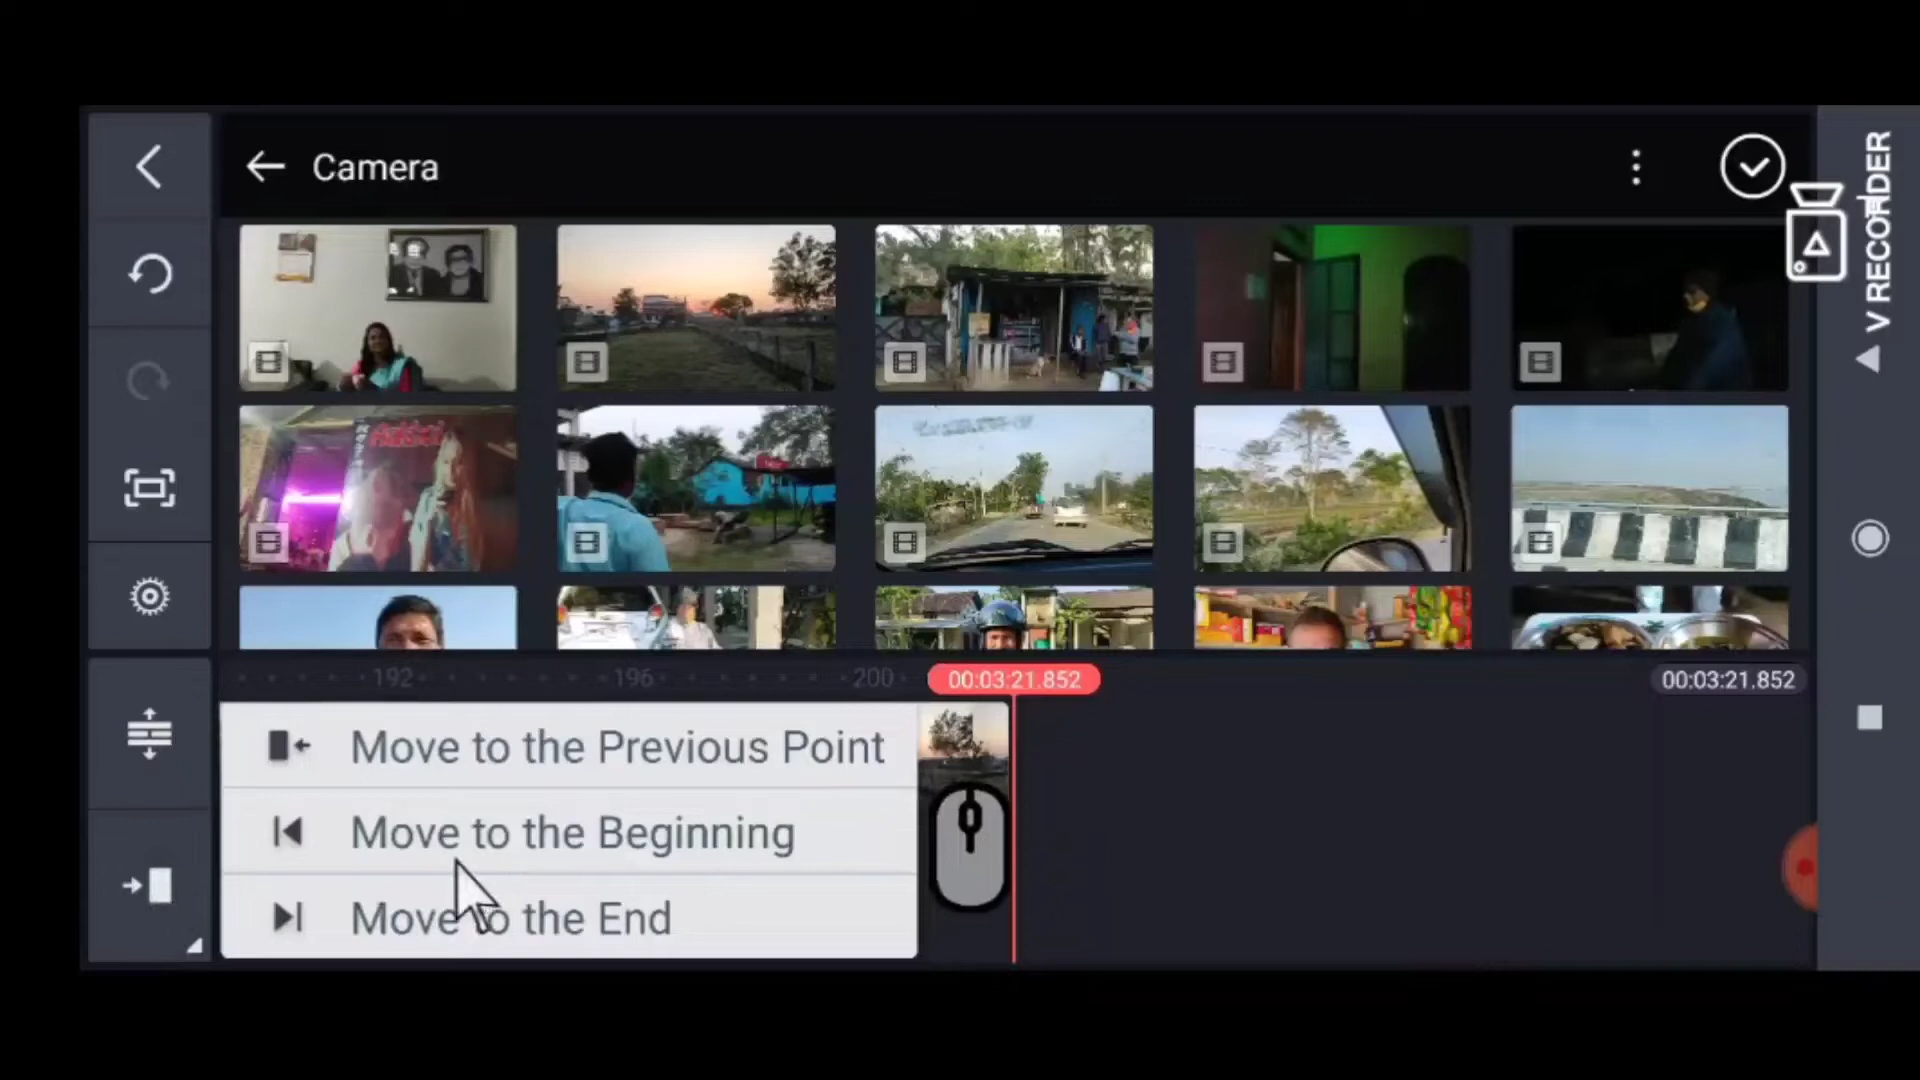 Camera
V RECORDER
192
196
200
00:03:21.852
00:03:21.852
Move to the Previous Point
Move to the Beginning
Move to the End